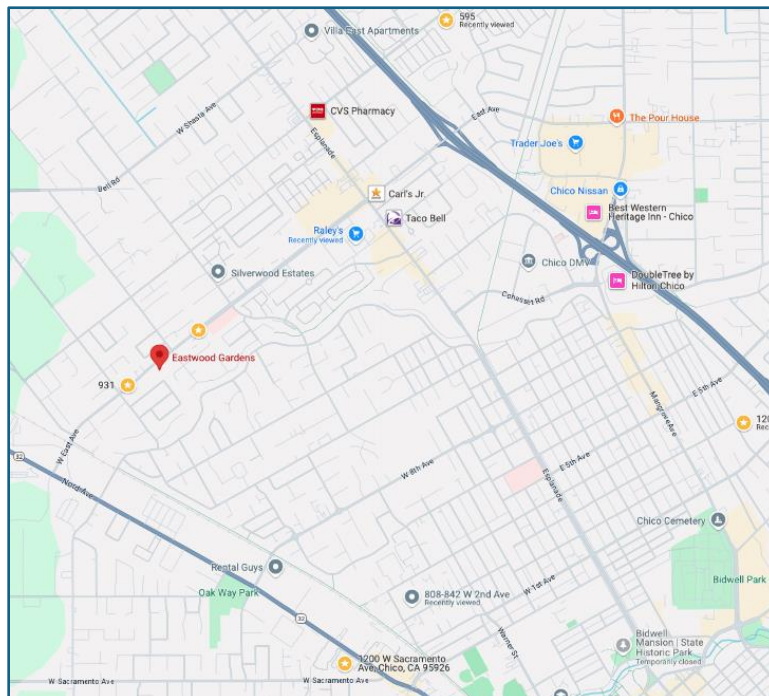 595
Recently viewed
Villa East Apartments
W Shasta Ave
CVS Pharmacy
Esplanade
East Ave
The Pour House
Trader Joe's
Bell Rd
Carl's Jr.
Chico Nissan
Taco Bell
Best Western
Heritage Inn - Chico
Raley's
Recently viewed
Silverwood Estates
Chico DMV
DoubleTree by
Hilton Chico
Cohasset Rd
Eastwood Gardens
931
E 5th Ave
Mangrove Ave
120
Rec
W East Ave
32
Nord Ave
W 8th Ave
E 5th Ave
Esplanade
Chico Cemetery
Rental Guys
Oak Way Park
W 1st Ave
Bidwell Park
808-842 W 2nd Ave
Recently viewed
32
Warner St
Bidwell
Mansion | State
Historic Park
Temporarily closed
1200 W Sacramento
Ave, Chico, CA 95926
W Sacramento Ave
W Sacramento Ave